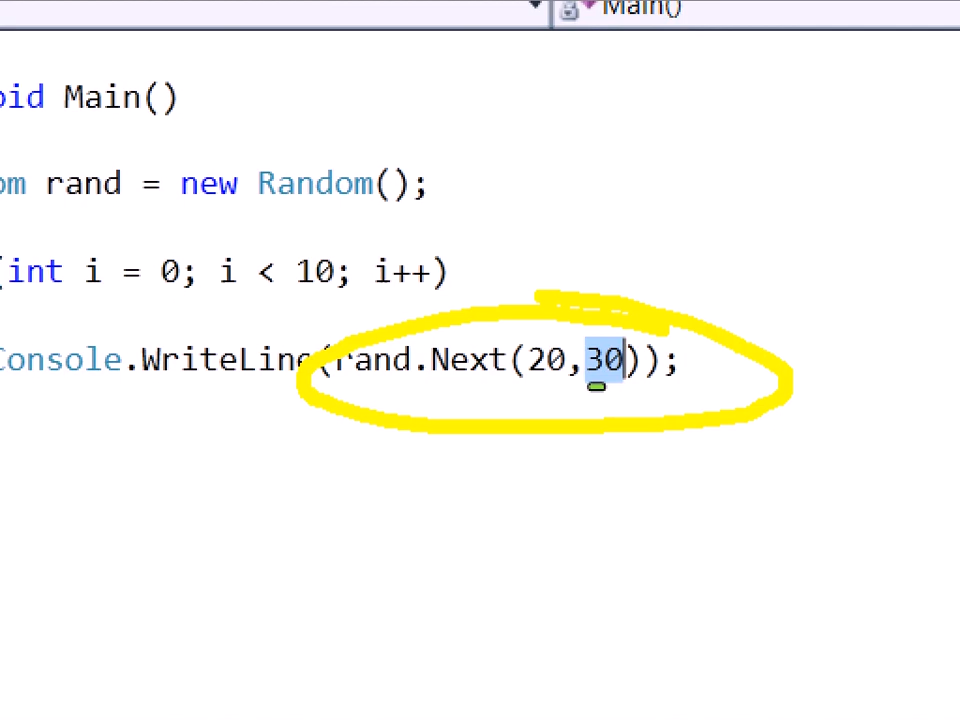 Main()
oid Main()
om rand = new Random();
(int i = 0; i < 10; i++)
Console.WriteLine(rand.Next(20,30));